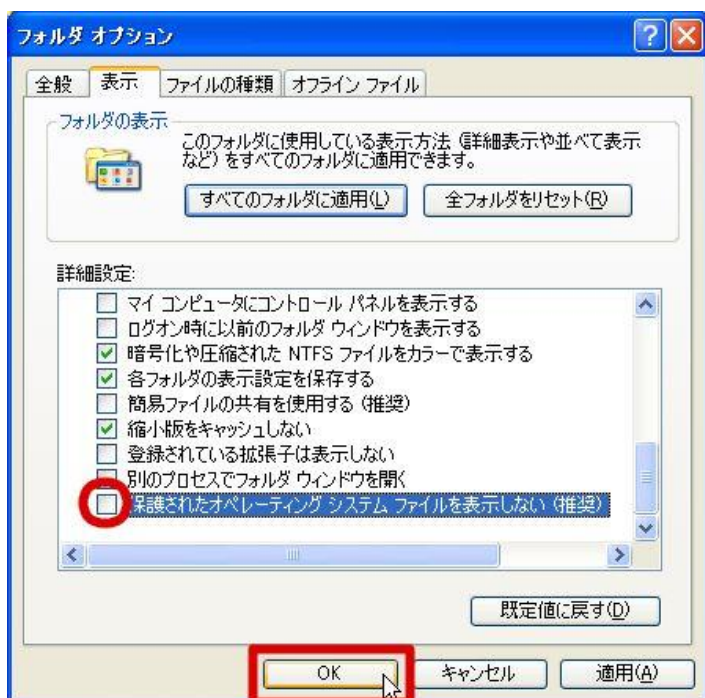 フォルダ オプション
全般 表示 ファイルの種類 オフライン ファイル
フォルダの表示
このフォルダに使用している表示方法 (詳細表示や並べて表示
など) をすべてのフォルダに適用できます。
すべてのフォルダに適用(L) 全フォルダをリセット(R)
詳細設定:
マイ コンピュータにコントロール パネルを表示する
ログオン時に以前のフォルダ ウィンドウを表示する
暗号化や圧縮された NTFS ファイルをカラーで表示する
各フォルダの表示設定を保存する
簡易ファイルの共有を使用する (推奨)
縮小版をキャッシュしない
登録されている拡張子は表示しない
別のプロセスでフォルダ ウィンドウを開く
保護されたオペレーティング システム ファイルを表示しない (推奨)
既定値に戻す(D)
OK キャンセル 適用(A)